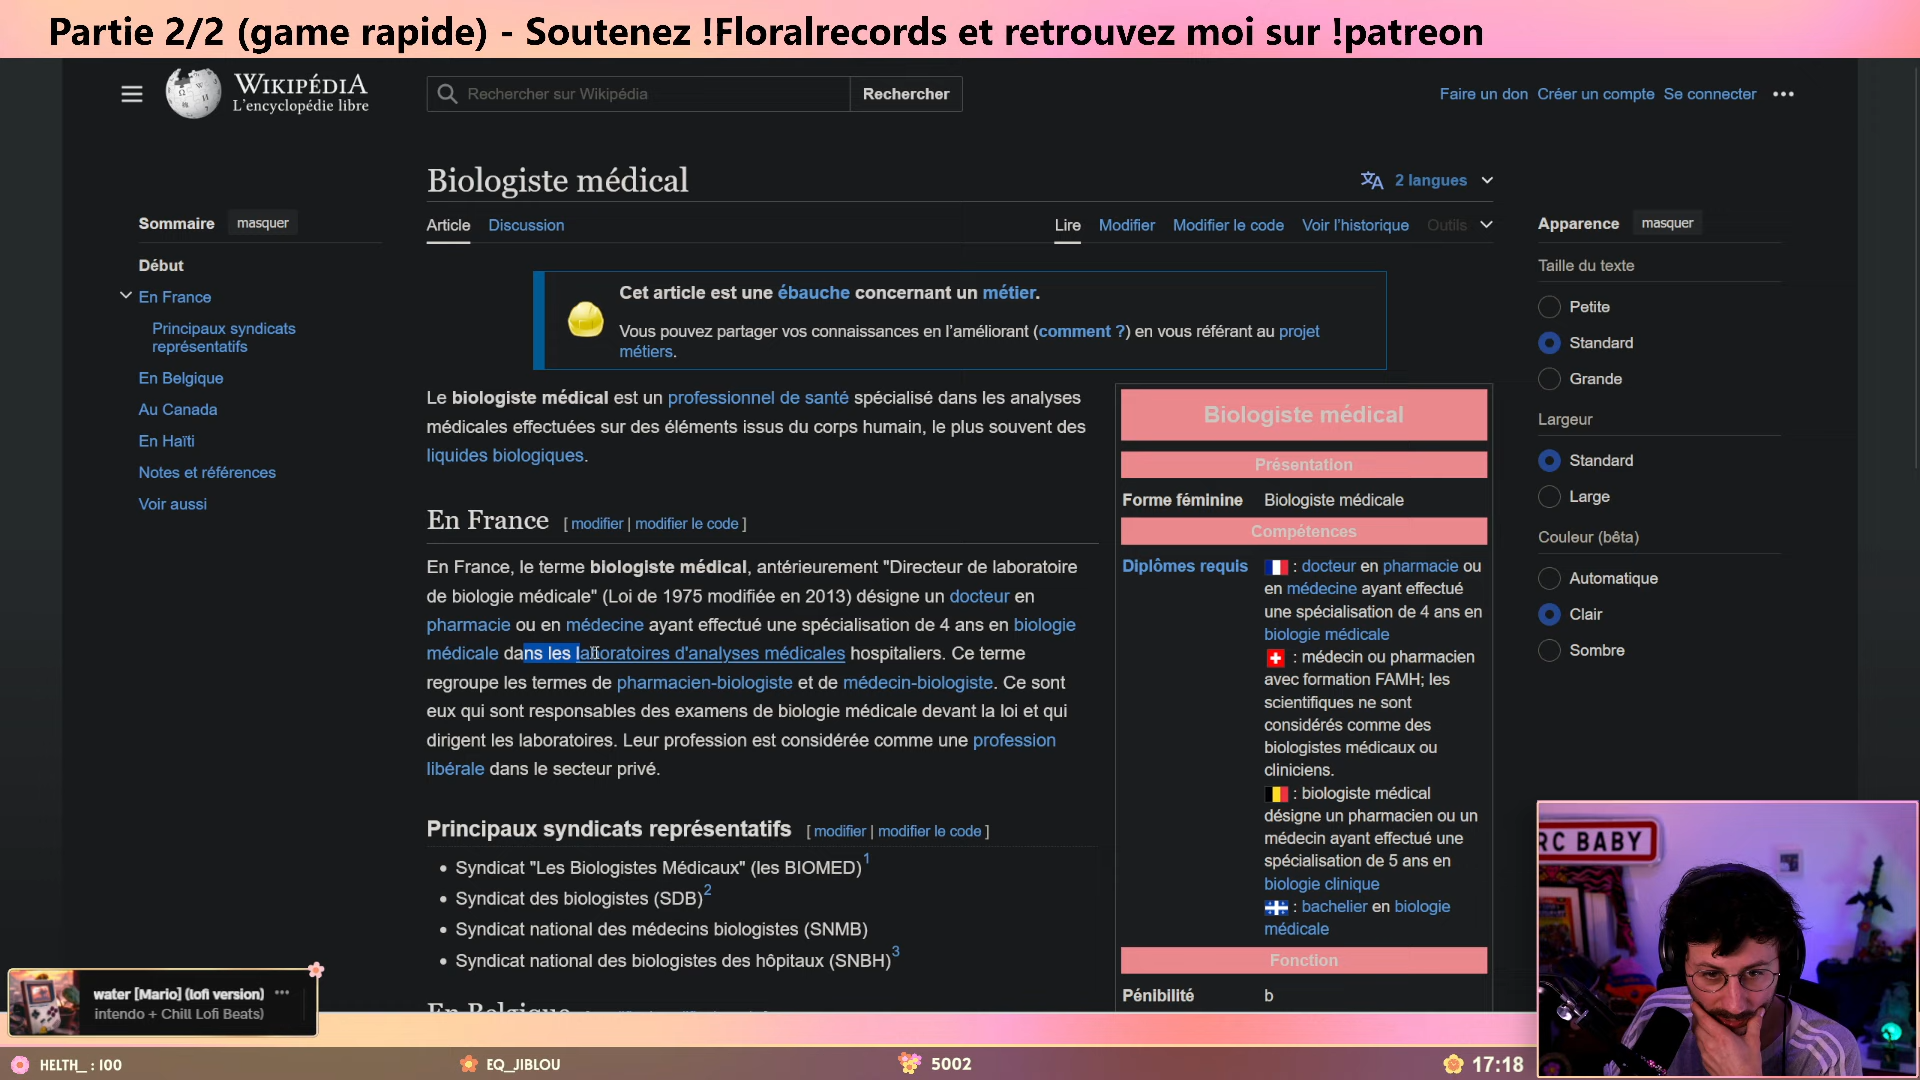 Partie 2/2 (game rapide) - Soutenez !Floralrecords et retrouvez moi sur !patreon
WIKIPÉDIA
L'encyclopédie libre
Rechercher sur Wikipédia
Rechercher
Faire un don Créer un compte Se connecter
Biologiste médical
2 langues
Sommaire masquer
Article Discussion
Lire Modifier Modifier le code Voir l'historique Outils
Apparence masquer
Début
En France
Principaux syndicats
représentatifs
En Belgique
Au Canada
En Haïti
Notes et références
Voir aussi
Cet article est une ébauche concernant un métier.
Vous pouvez partager vos connaissances en l'améliorant (comment ?) en vous référant au projet
métiers.
Le biologiste médical est un professionnel de santé spécialisé dans les analyses
médicales effectuées sur des éléments issus du corps humain, le plus souvent des
liquides biologiques.
En France [ modifier | modifier le code ]
En France, le terme biologiste médical, antérieurement "Directeur de laboratoire
de biologie médicale" (Loi de 1975 modifiée en 2013) désigne un docteur en
pharmacie ou en médecine ayant effectué une spécialisation de 4 ans en biologie
médicale dans les laboratoires d'analyses médicales hospitaliers. Ce terme
regroupe les termes de pharmacien-biologiste et de médecin-biologiste. Ce sont
eux qui sont responsables des examens de biologie médicale devant la loi et qui
dirigent les laboratoires. Leur profession est considérée comme une profession
libérale dans le secteur privé.
Principaux syndicats représentatifs [ modifier | modifier le code ]
• Syndicat "Les Biologistes Médicaux" (les BIOMED)1
• Syndicat des biologistes (SDB)2
• Syndicat national des médecins biologistes (SNMB)
• Syndicat national des biologistes des hôpitaux (SNBH)3
En Belgique
Biologiste médical
Présentation
Forme féminine Biologiste médicale
Compétences
Diplômes requis : docteur en pharmacie ou
en médecine ayant effectué
une spécialisation de 4 ans en
biologie médicale
: médecin ou pharmacien
avec formation FAMH; les
scientifiques ne sont
considérés comme des
biologistes médicaux ou
cliniciens.
: biologiste médical
désigne un pharmacien ou un
médecin ayant effectué une
spécialisation de 5 ans en
biologie clinique
: bachelier en biologie
médicale
Fonction
Pénibilité b
Taille du texte
Petite
Standard
Grande
Largeur
Standard
Large
Couleur (bêta)
Automatique
Clair
Sombre
RC BABY
water [Mario] (lofi version)
intendo + Chill Lofi Beats)
HELTH_ : 100
EQ_JIBLOU
5002
17:18